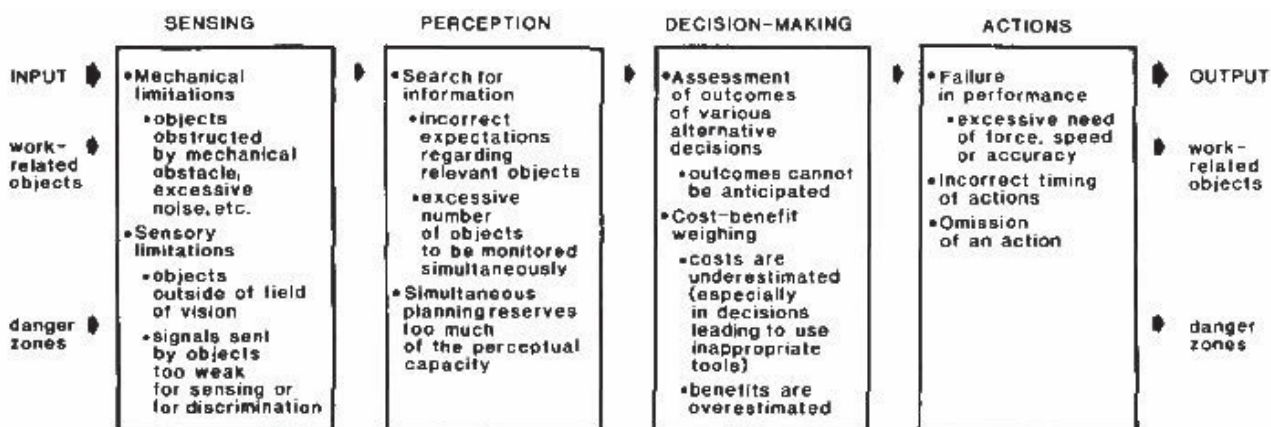 SENSING
PERCEPTION
DECISION-MAKING
ACTIONS
INPUT
work-
related
objects
danger
zones
•Mechanical
limitations
•objects
obstructed
by mechanical
obstacle,
excessive
noise, etc.
•Sensory
limitations
•objects
outside of field
of vision
•signals sent
by objects
too weak
for sensing or
for discrimination
•Search for
information
•incorrect
expectations
regarding
relevant objects
•excessive
number
of objects
to be monitored
simultaneously
•Simultaneous
planning reserves
too much
of the perceptual
capacity
•Assessment
of outcomes
of various
alternative
decisions
•outcomes cannot
be anticipated
•Cost-benefit
weighing
•costs are
underestimated
(especially
in decisions
leading to use
inappropriate
tools)
•benefits are
overestimated
•Failure
in performance
•excessive need
of force, speed
or accuracy
•Incorrect timing
of actions
•Omission
of an action
OUTPUT
work-
related
objects
danger
zones